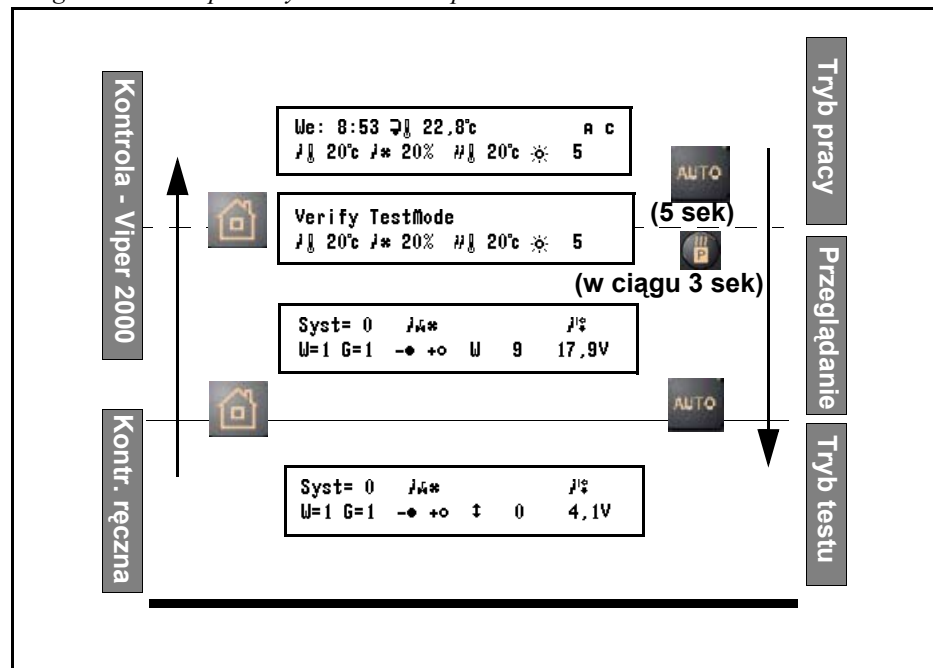 Kontrola - Viper 2000
Kontr. ręczna
We: 8:53 22,8°c A C
20°c 20% 20°c 5
Verify TestMode
20°c 20% 20°c 5
AUTO
(5 sek)
P
(w ciągu 3 sek)
Syst= 0
W=1 G=1 -● +○ W 9 17,9V
AUTO
Syst= 0
W=1 G=1 -● +○ ↕ 0 4,1V
Tryb pracy
Przeglądanie
Tryb testu